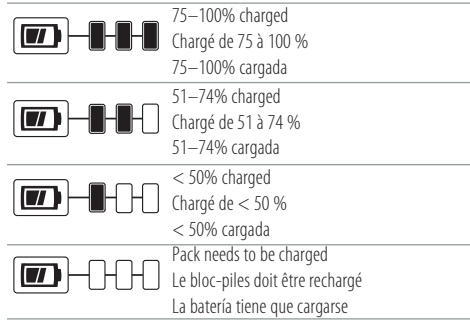 75–100% charged
Chargé de 75 à 100 %
75–100% cargada
51–74% charged
Chargé de 51 à 74 %
51–74% cargada
< 50% charged
Chargé de < 50 %
< 50% cargada
Pack needs to be charged
Le bloc-piles doit être rechargé
La batería tiene que cargarse